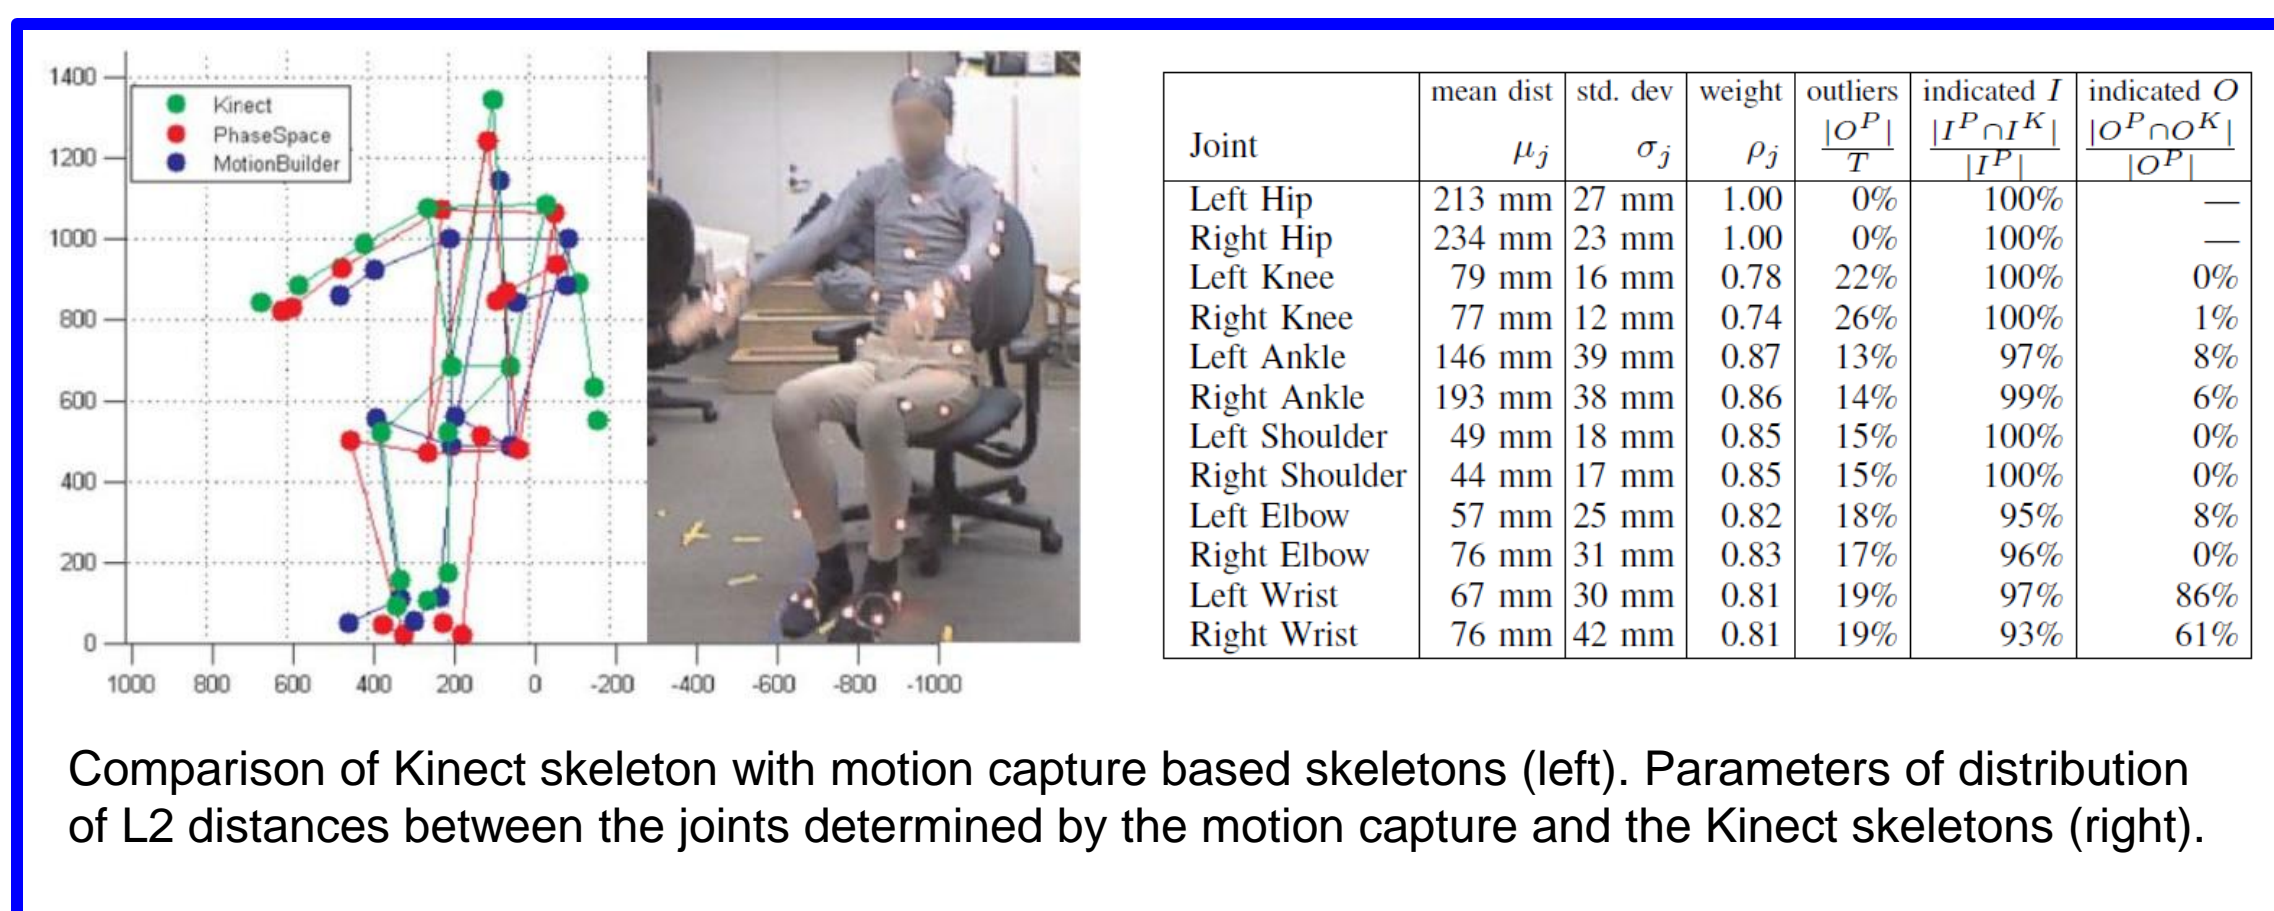 1400
1200
1000
800
600
400
200
0
Kinect
PhaseSpace
MotionBuilder
1000 800 600 400 200 0 -200 -400 -600 -800 -1000
mean dist std. dev weight outliers indicated I indicated O
Joint μj σj ρj |O^P|/T |I^P∩I^K|/|I^P| |O^P∩O^K|/|O^P|
Left Hip 213 mm 27 mm 1.00 0% 100% —
Right Hip 234 mm 23 mm 1.00 0% 100% —
Left Knee 79 mm 16 mm 0.78 22% 100% 0%
Right Knee 77 mm 12 mm 0.74 26% 100% 1%
Left Ankle 146 mm 39 mm 0.87 13% 97% 8%
Right Ankle 193 mm 38 mm 0.86 14% 99% 6%
Left Shoulder 49 mm 18 mm 0.85 15% 100% 0%
Right Shoulder 44 mm 17 mm 0.85 15% 100% 0%
Left Elbow 57 mm 25 mm 0.82 18% 95% 8%
Right Elbow 76 mm 31 mm 0.83 17% 96% 0%
Left Wrist 67 mm 30 mm 0.81 19% 97% 86%
Right Wrist 76 mm 42 mm 0.81 19% 93% 61%
Comparison of Kinect skeleton with motion capture based skeletons (left). Parameters of distribution
of L2 distances between the joints determined by the motion capture and the Kinect skeletons (right).